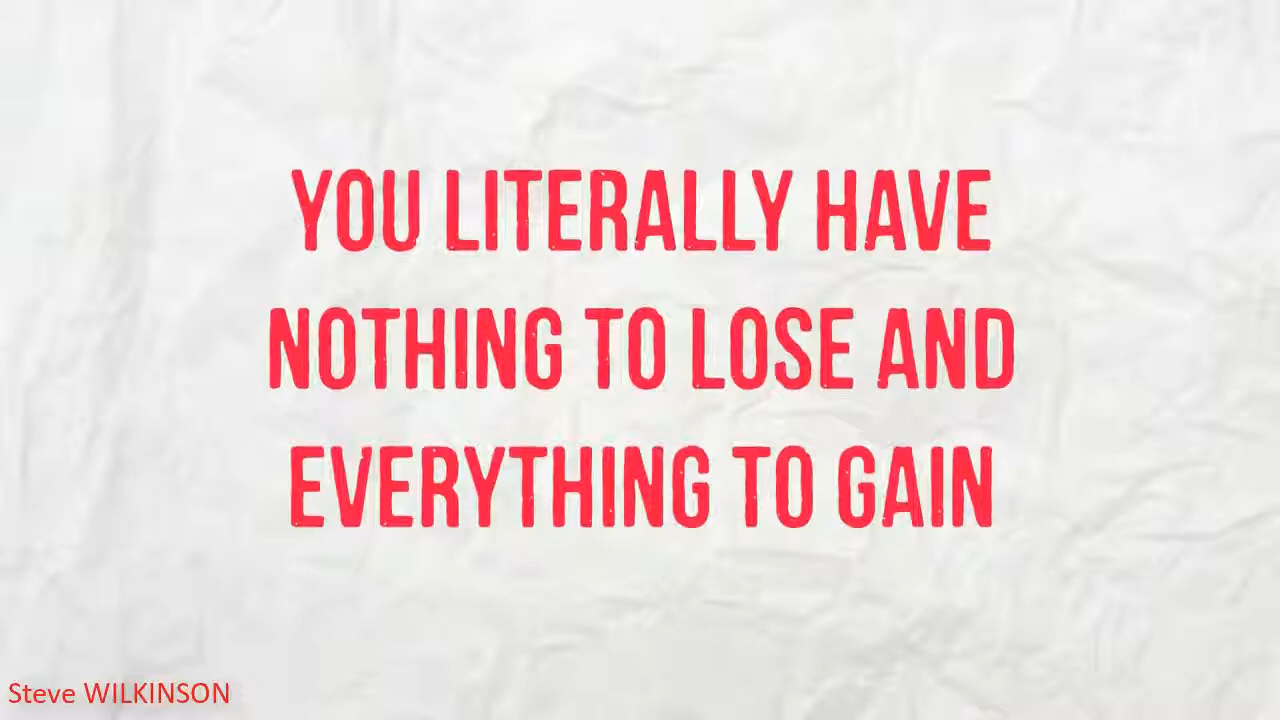 YOU LITERALLY HAVE
NOTHING TO LOSE AND
EVERYTHING TO GAIN
Steve WILKINSON